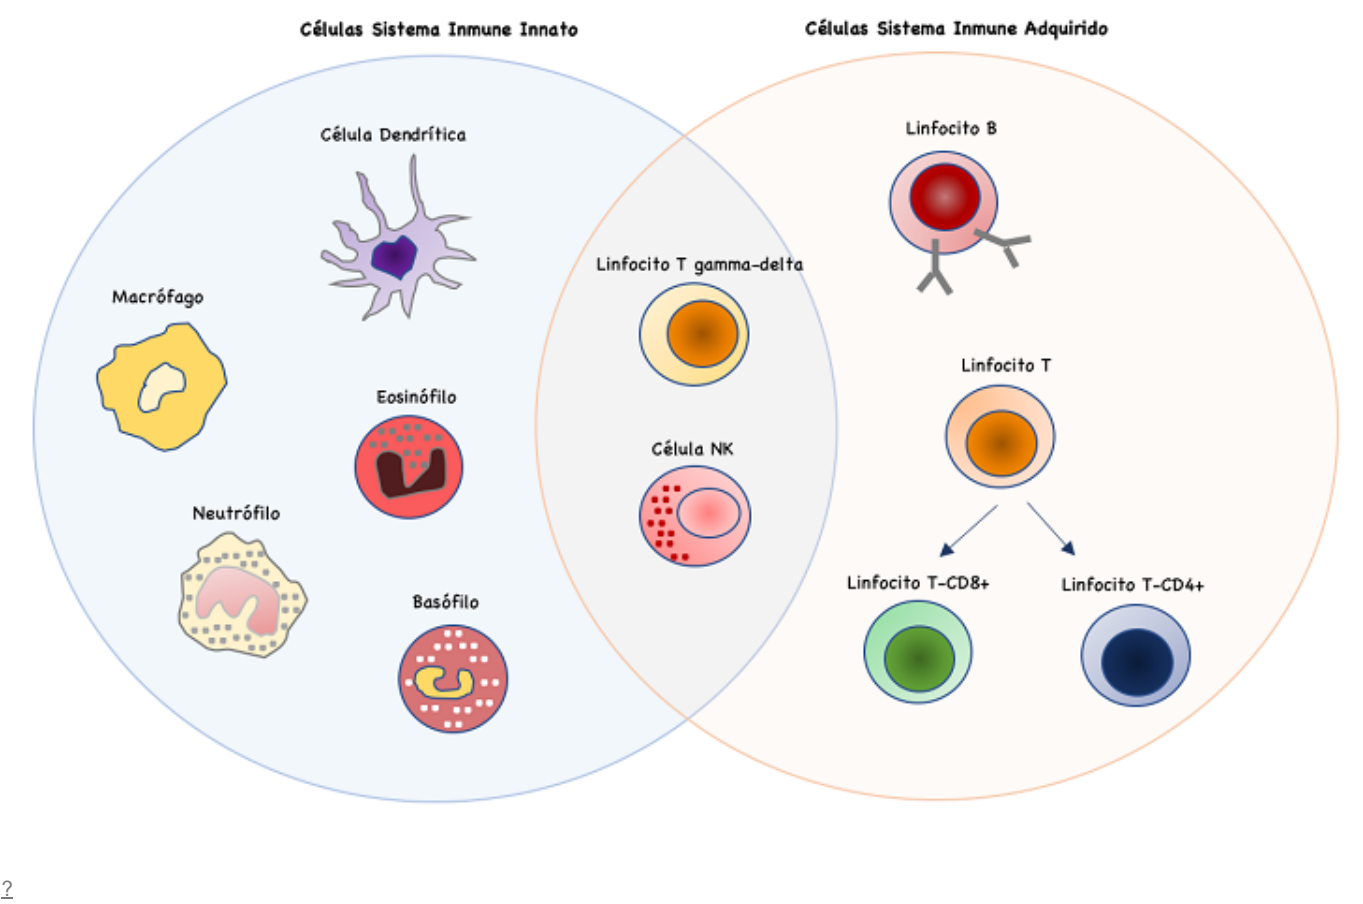 Células Sistema Inmune Innato
Células Sistema Inmune Adquirido
Célula Dendrítica
Linfocito B
Linfocito T gamma-delta
Macrófago
Linfocito T
Eosinófilo
Célula NK
Neutrófilo
Linfocito T-CD8+
Linfocito T-CD4+
Basófilo
?